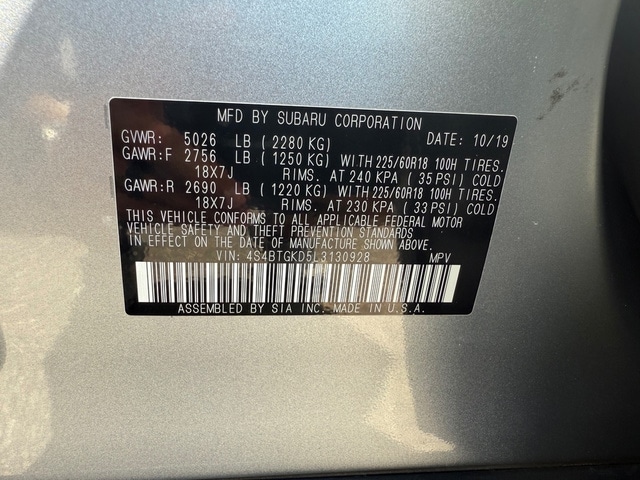 MFD BY SUBARU CORPORATION
GVWR: 5026 LB ( 2280 KG) DATE: 10/19
GAWR:F 2756 LB ( 1250 KG) WITH 225/60R18 100H TIRES.
18X7J RIMS. AT 240 KPA ( 35 PSI) COLD
GAWR:R 2690 LB ( 1220 KG) WITH 225/60R18 100H TIRES.
18X7J RIMS. AT 230 KPA ( 33 PSI) COLD
THIS VEHICLE CONFORMS TO ALL APPLICABLE FEDERAL MOTOR
VEHICLE SAFETY AND THEFT PREVENTION STANDARDS
IN EFFECT ON THE DATE OF MANUFACTURE SHOWN ABOVE.
VIN: 4S4BTGKD5L3130928 MPV
ASSEMBLED BY SIA INC. MADE IN U.S.A.